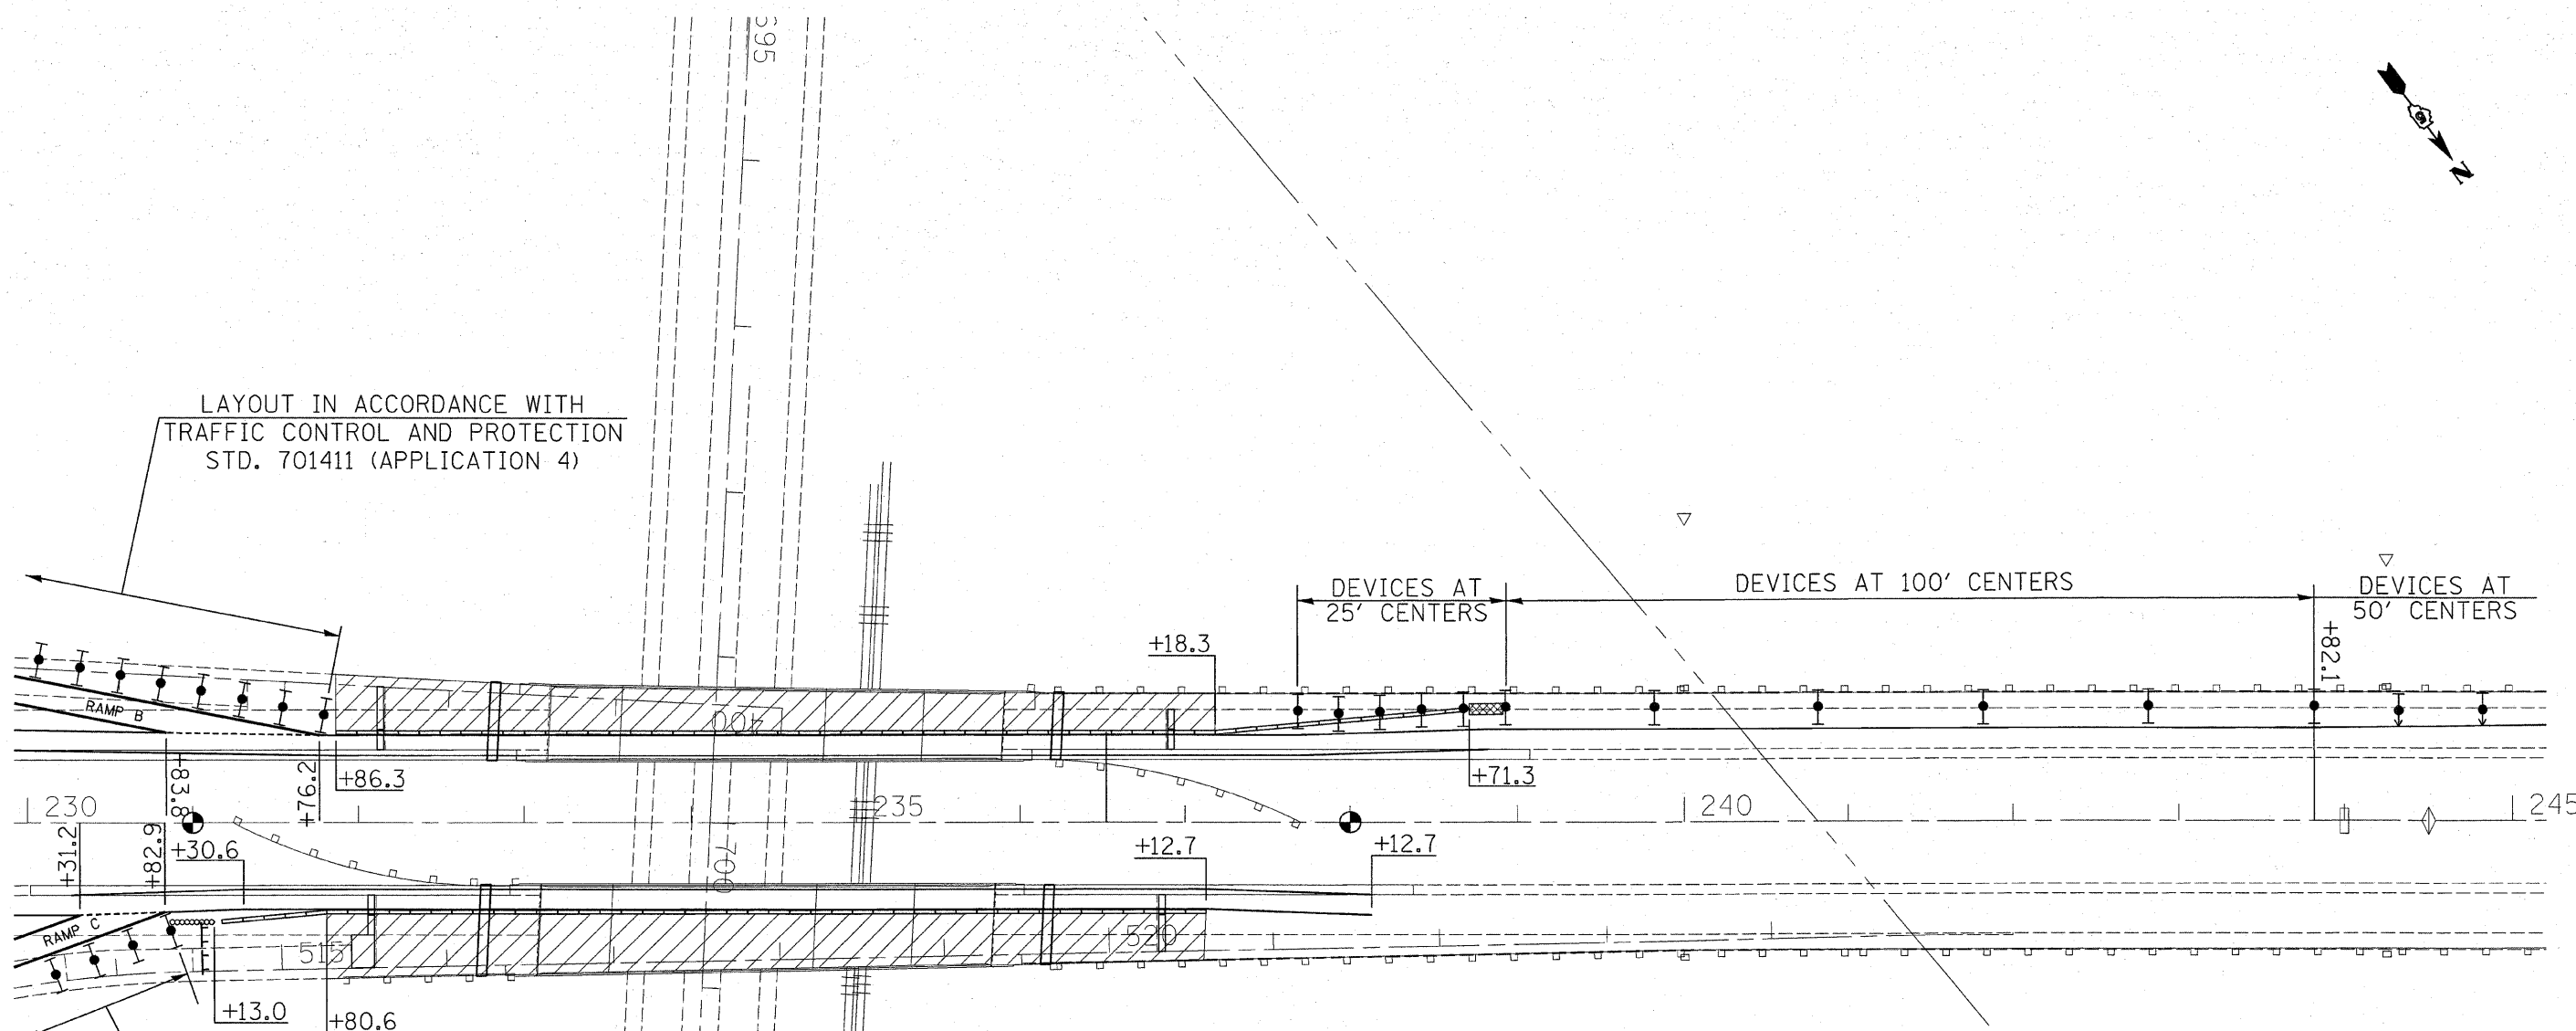 695
N
LAYOUT IN ACCORDANCE WITH
TRAFFIC CONTROL AND PROTECTION
STD. 701411 (APPLICATION 4)
DEVICES AT
25' CENTERS
DEVICES AT 100' CENTERS
DEVICES AT
50' CENTERS
+18.3
+82.1
RAMP B
400
+83.8
+76.2
+86.3
+71.3
230
235
240
245
+31.2
+82.9
+30.6
700
+12.7
+12.7
RAMP C
515
520
+13.0
+80.6